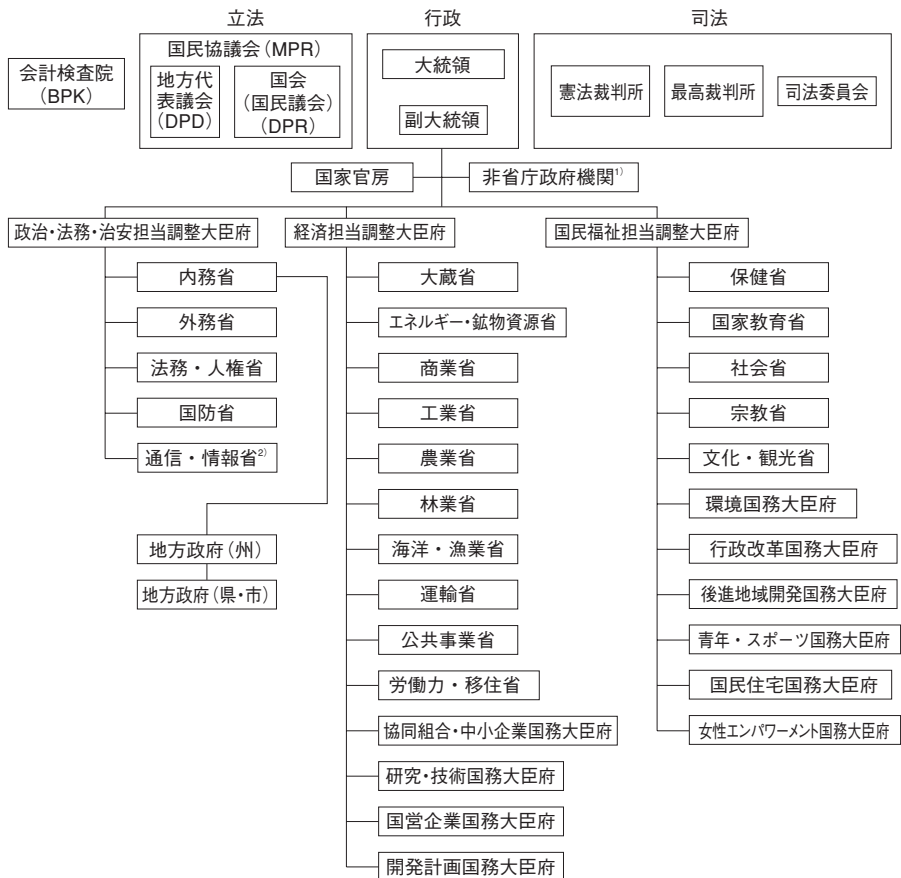 立法
行政
司法
会計検査院
(BPK)
国民協議会(MPR)
地方代
表議会
(DPD)
国会
(国民議会)
(DPR)
大統領
副大統領
憲法裁判所
最高裁判所
司法委員会
国家官房
非省庁政府機関1)
政治・法務・治安担当調整大臣府
経済担当調整大臣府
国民福祉担当調整大臣府
内務省
外務省
法務・人権省
国防省
通信・情報省2)
地方政府(州)
地方政府(県・市)
大蔵省
エネルギー・鉱物資源省
商業省
工業省
農業省
林業省
海洋・漁業省
運輸省
公共事業省
労働力・移住省
協同組合・中小企業国務大臣府
研究・技術国務大臣府
国営企業国務大臣府
開発計画国務大臣府
保健省
国家教育省
社会省
宗教省
文化・観光省
環境国務大臣府
行政改革国務大臣府
後進地域開発国務大臣府
青年・スポーツ国務大臣府
国民住宅国務大臣府
女性エンパワーメント国務大臣府